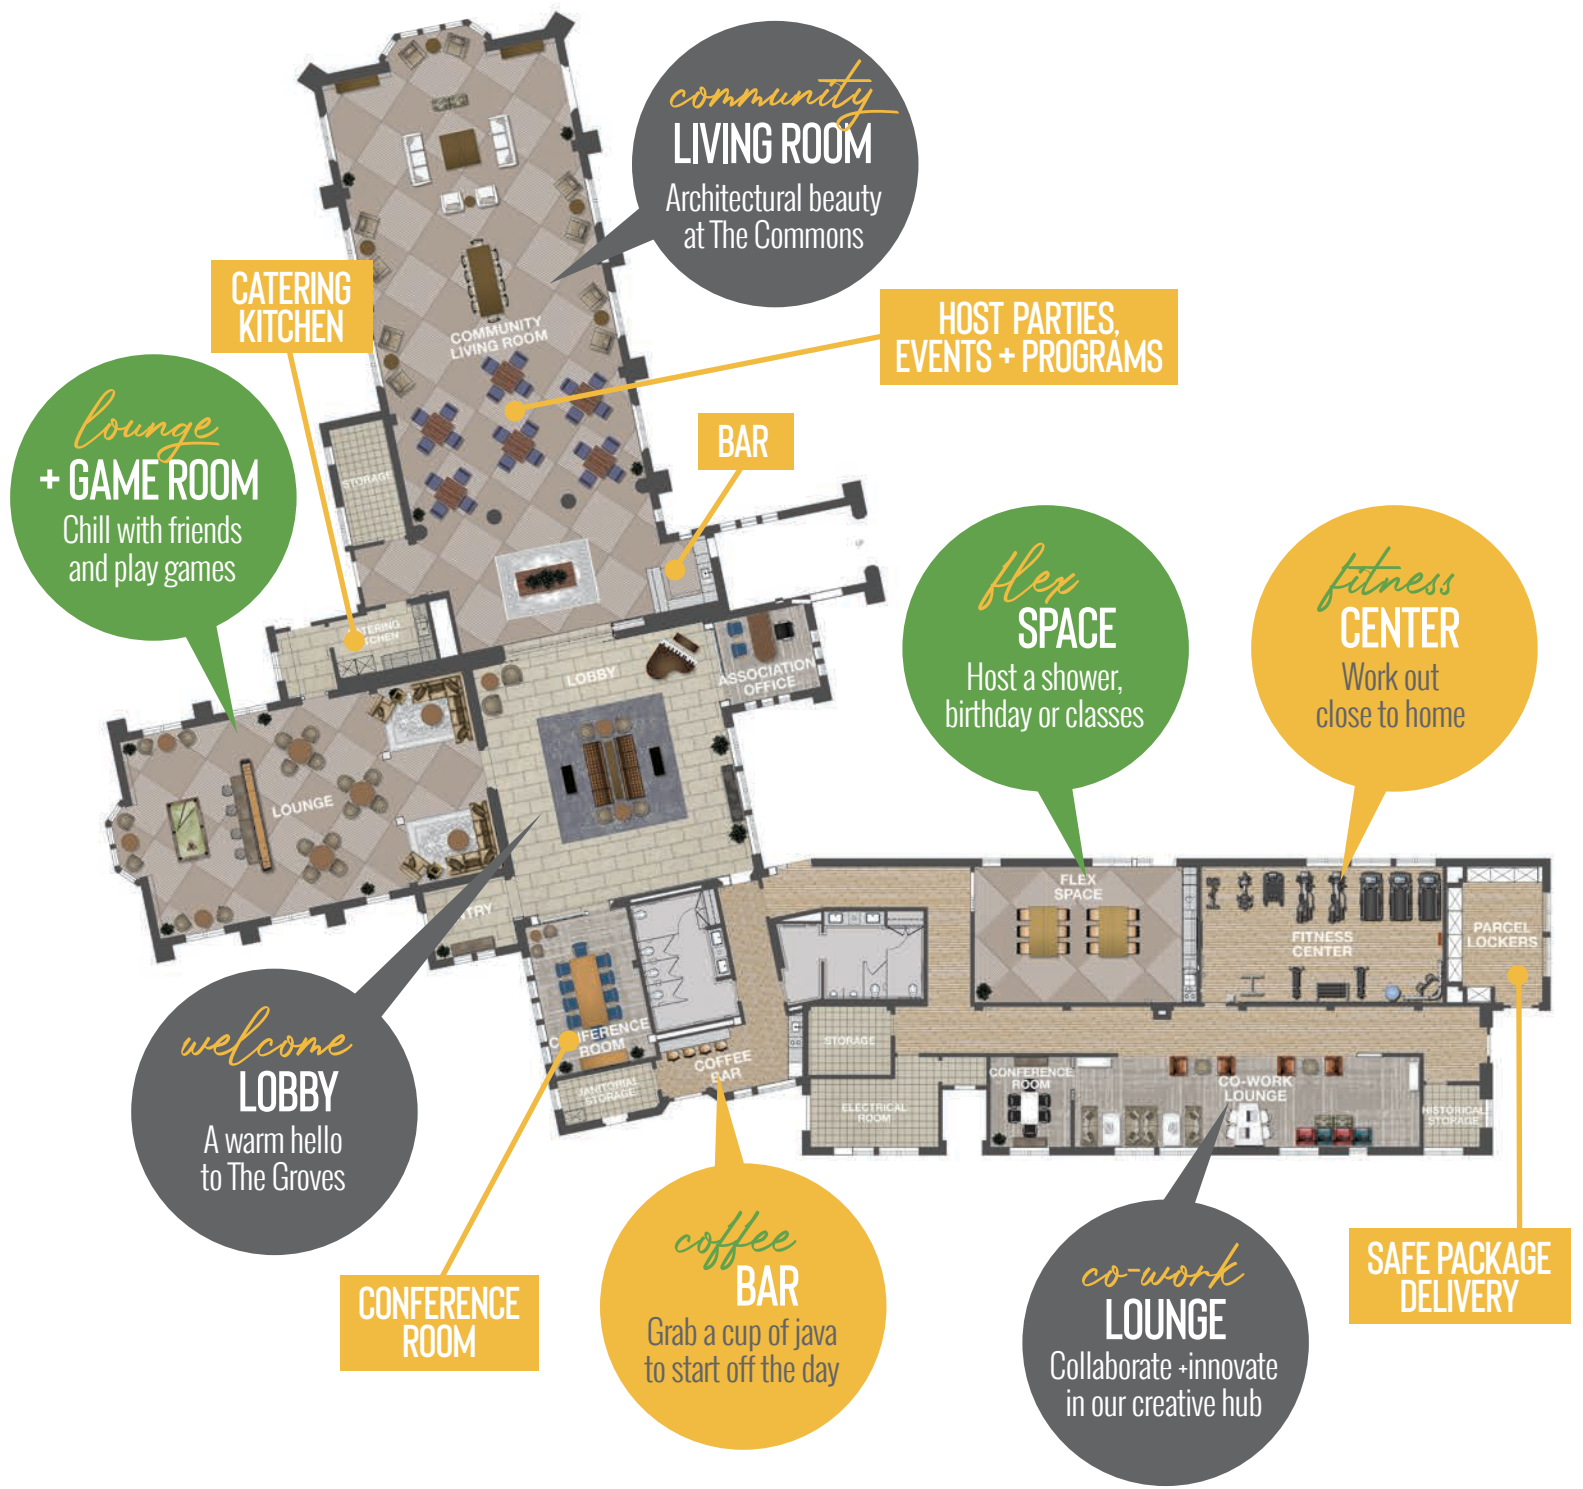 community
LIVING ROOM
Architectural beauty
at The Commons
CATERING
KITCHEN
HOST PARTIES,
EVENTS + PROGRAMS
COMMUNITY
LIVING ROOM
lounge
+ GAME ROOM
Chill with friends
and play games
BAR
STORAGE
flex
SPACE
Host a shower,
birthday or classes
fitness
CENTER
Work out
close to home
CATERING
KITCHEN
LOBBY
ASSOCIATION
OFFICE
LOUNGE
ENTRY
FLEX
SPACE
FITNESS
CENTER
PARCEL
LOCKERS
welcome
LOBBY
A warm hello
to The Groves
CONFERENCE
ROOM
COFFEE
BAR
JANITORIAL
STORAGE
STORAGE
ELECTRICAL
ROOM
CONFERENCE
ROOM
CO-WORK
LOUNGE
HISTORICAL
STORAGE
CONFERENCE
ROOM
coffee
BAR
Grab a cup of java
to start off the day
co-work
LOUNGE
Collaborate +innovate
in our creative hub
SAFE PACKAGE
DELIVERY